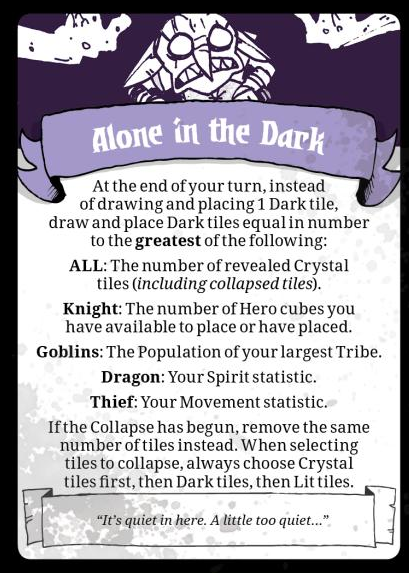 Alone in the Dark
At the end of your turn, instead
of drawing and placing 1 Dark tile,
draw and place Dark tiles equal in number
to the greatest of the following:
ALL: The number of revealed Crystal
tiles (including collapsed tiles).
Knight: The number of Hero cubes you
have available to place or have placed.
Goblins: The Population of your largest Tribe.
Dragon: Your Spirit statistic.
Thief: Your Movement statistic.
If the Collapse has begun, remove the same
number of tiles instead. When selecting
tiles to collapse, always choose Crystal
tiles first, then Dark tiles, then Lit tiles.
“It’s quiet in here. A little too quiet...”